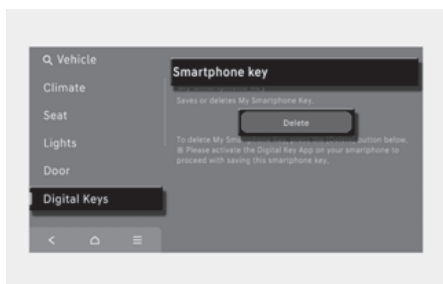 Vehicle
Climate
Seat
Lights
Door
Digital Keys
Smartphone key
Saves or deletes My Smartphone Key.
Delete
To delete My button below.
Please activate the Digital Key App on your smartphone to
proceed with saving this smartphone key.